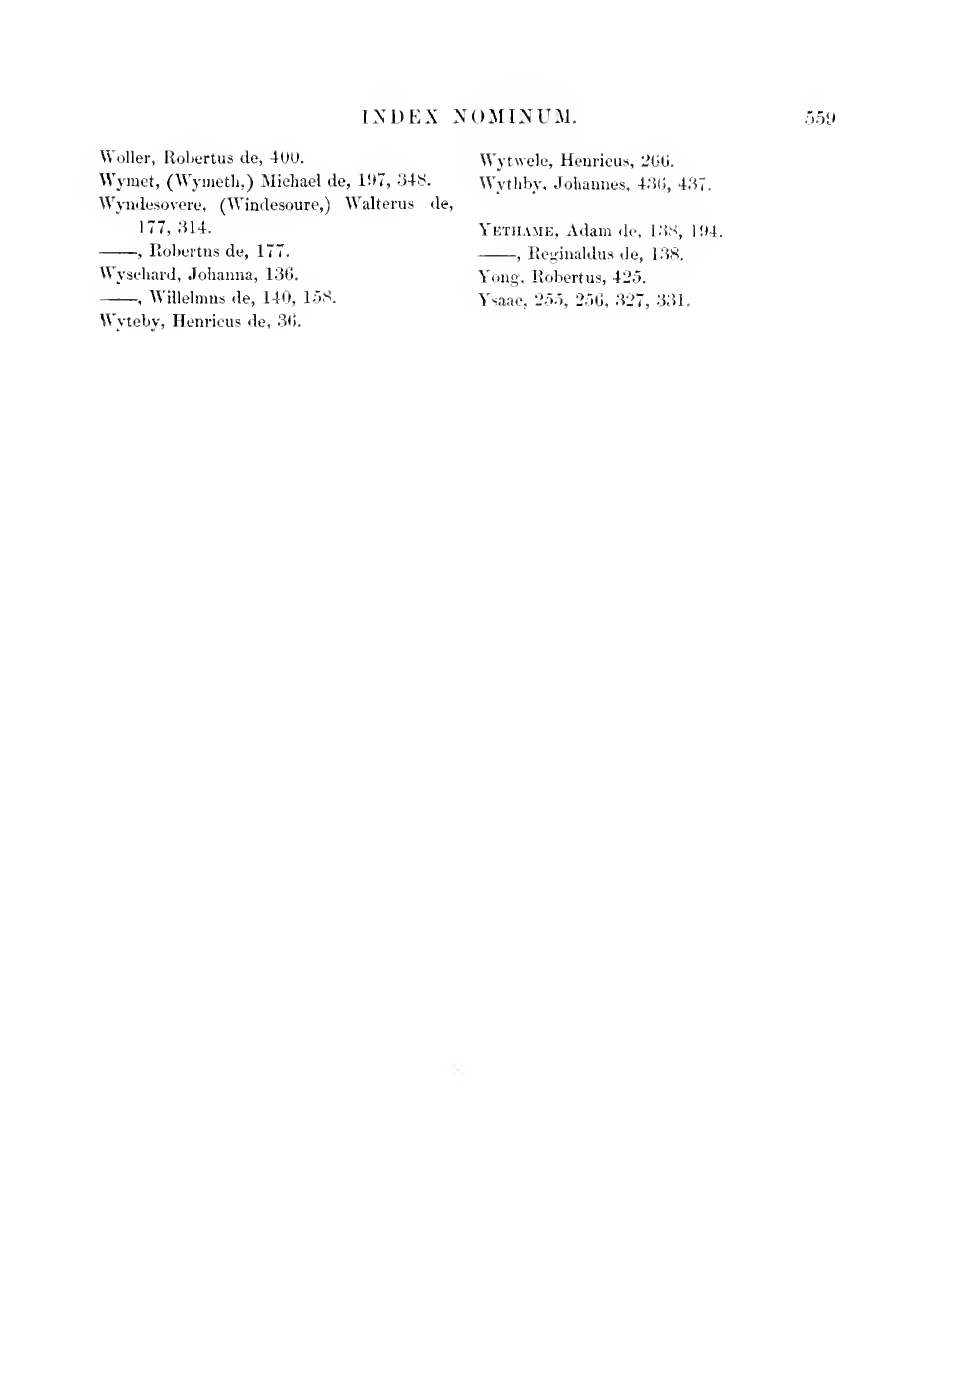 INDEX NOMINUM. 559
Woller, Robertus de, 400.
Wymet, (Wymeth,) Michael de, 197, 348.
Wyndesovere, (Windesoure,) Walterus de,
177, 314.
——, Robertus de, 177.
Wyschard, Johanna, 136.
——, Willelmus de, 140, 158.
Wyteby, Henricus de, 36.
Wytwele, Henricus, 266.
Wythby, Johannes, 436, 437.
YETHAME, Adam de, 138, 194.
——, Reginaldus de, 138.
Yong, Robertus, 425.
Ysaac, 255, 256, 327, 331.